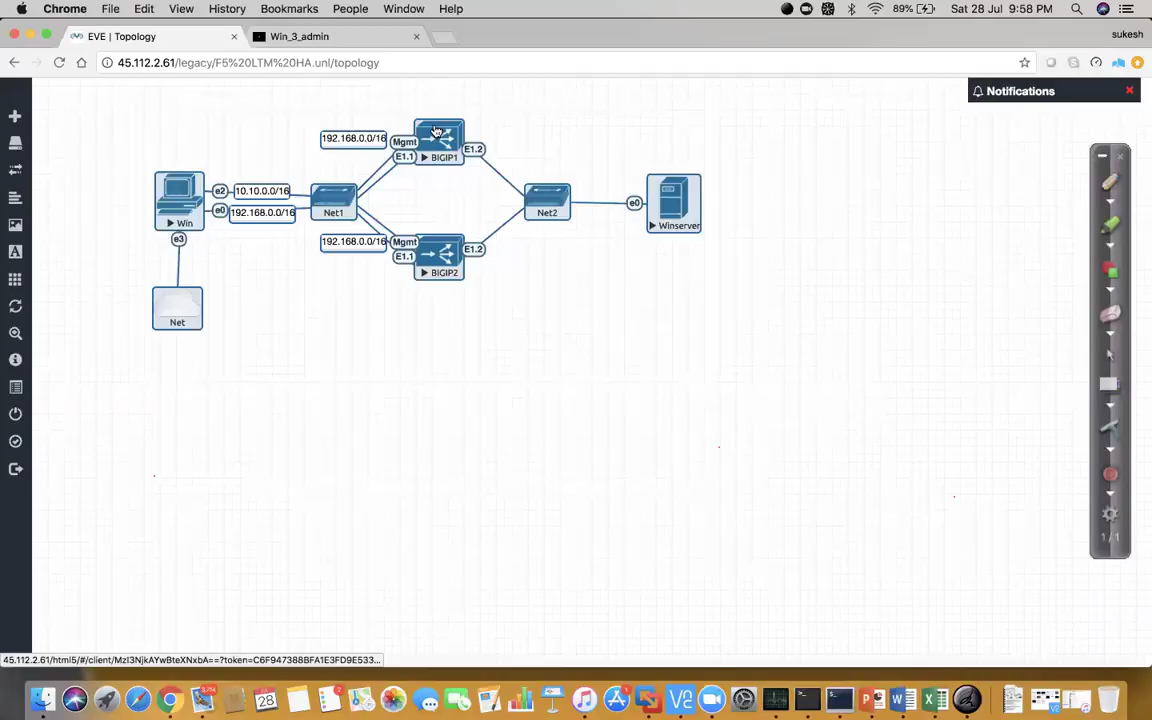 Chrome File Edit View History Bookmarks People Window Help
89% Sat 28 Jul 9:58 PM
EVE | Topology
Win_3_admin
sukesh
45.112.2.61/legacy/F5%20LTM%20HA.unl/topology
Notifications
192.168.0.0/16
Mgmt
E1.1
BIGIP1
E1.2
Win
e2
10.10.0.0/16
e0
192.168.0.0/16
e3
Net1
Net2
e0
Winserver
192.168.0.0/16
Mgmt
E1.1
BIGIP2
E1.2
Net
1/1
28